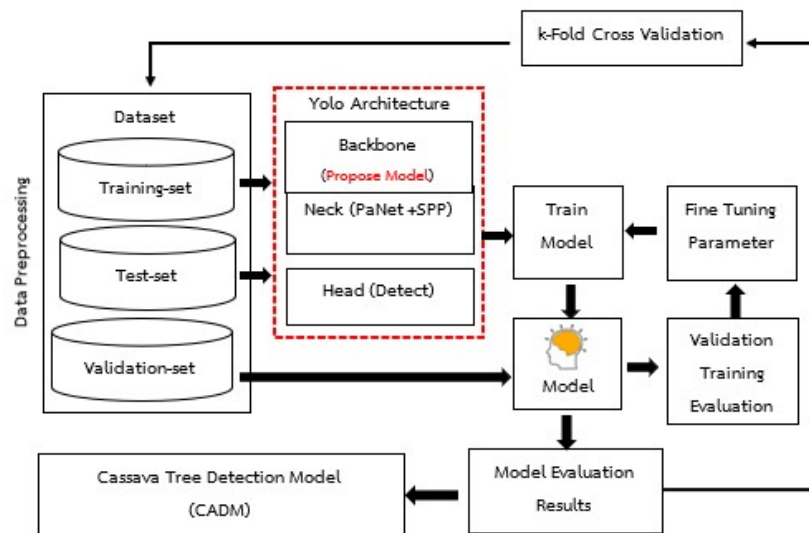 k-Fold Cross Validation
Data Preprocessing
Dataset
Training-set
Test-set
Validation-set
Yolo Architecture
Backbone
(Propose Model)
Neck (PaNet +SPP)
Head (Detect)
Train
Model
Fine Tuning
Parameter
Model
Validation
Training
Evaluation
Cassava Tree Detection Model
(CADM)
Model Evaluation
Results